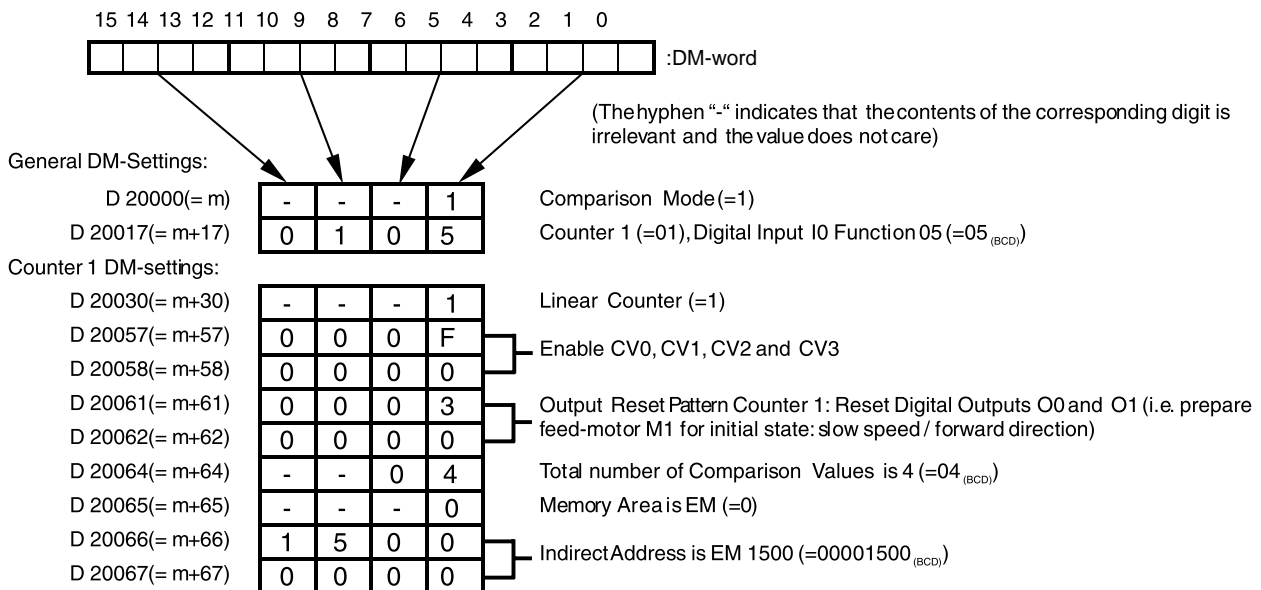 15 14 13 12 11 10 9 8 7 6 5 4 3 2 1 0
:DM-word
(The hyphen “-“ indicates that the contents of the corresponding digit is
irrelevant and the value does not care)
General DM-Settings:
D 20000(= m) - - - 1 Comparison Mode (=1)
D 20017(= m+17) 0 1 0 5 Counter 1 (=01), Digital Input I0 Function 05 (=05 (BCD))
Counter 1 DM-settings:
D 20030(= m+30) - - - 1 Linear Counter (=1)
D 20057(= m+57) 0 0 0 F
Enable CV0, CV1, CV2 and CV3
D 20058(= m+58) 0 0 0 0
D 20061(= m+61) 0 0 0 3 Output Reset Pattern Counter 1: Reset Digital Outputs O0 and O1 (i.e. prepare
feed-motor M1 for initial state: slow speed / forward direction)
D 20062(= m+62) 0 0 0 0
D 20064(= m+64) - - 0 4 Total number of Comparison Values is 4 (=04 (BCD))
D 20065(= m+65) - - - 0 Memory Area is EM (=0)
D 20066(= m+66) 1 5 0 0
Indirect Address is EM 1500 (=00001500 (BCD))
D 20067(= m+67) 0 0 0 0